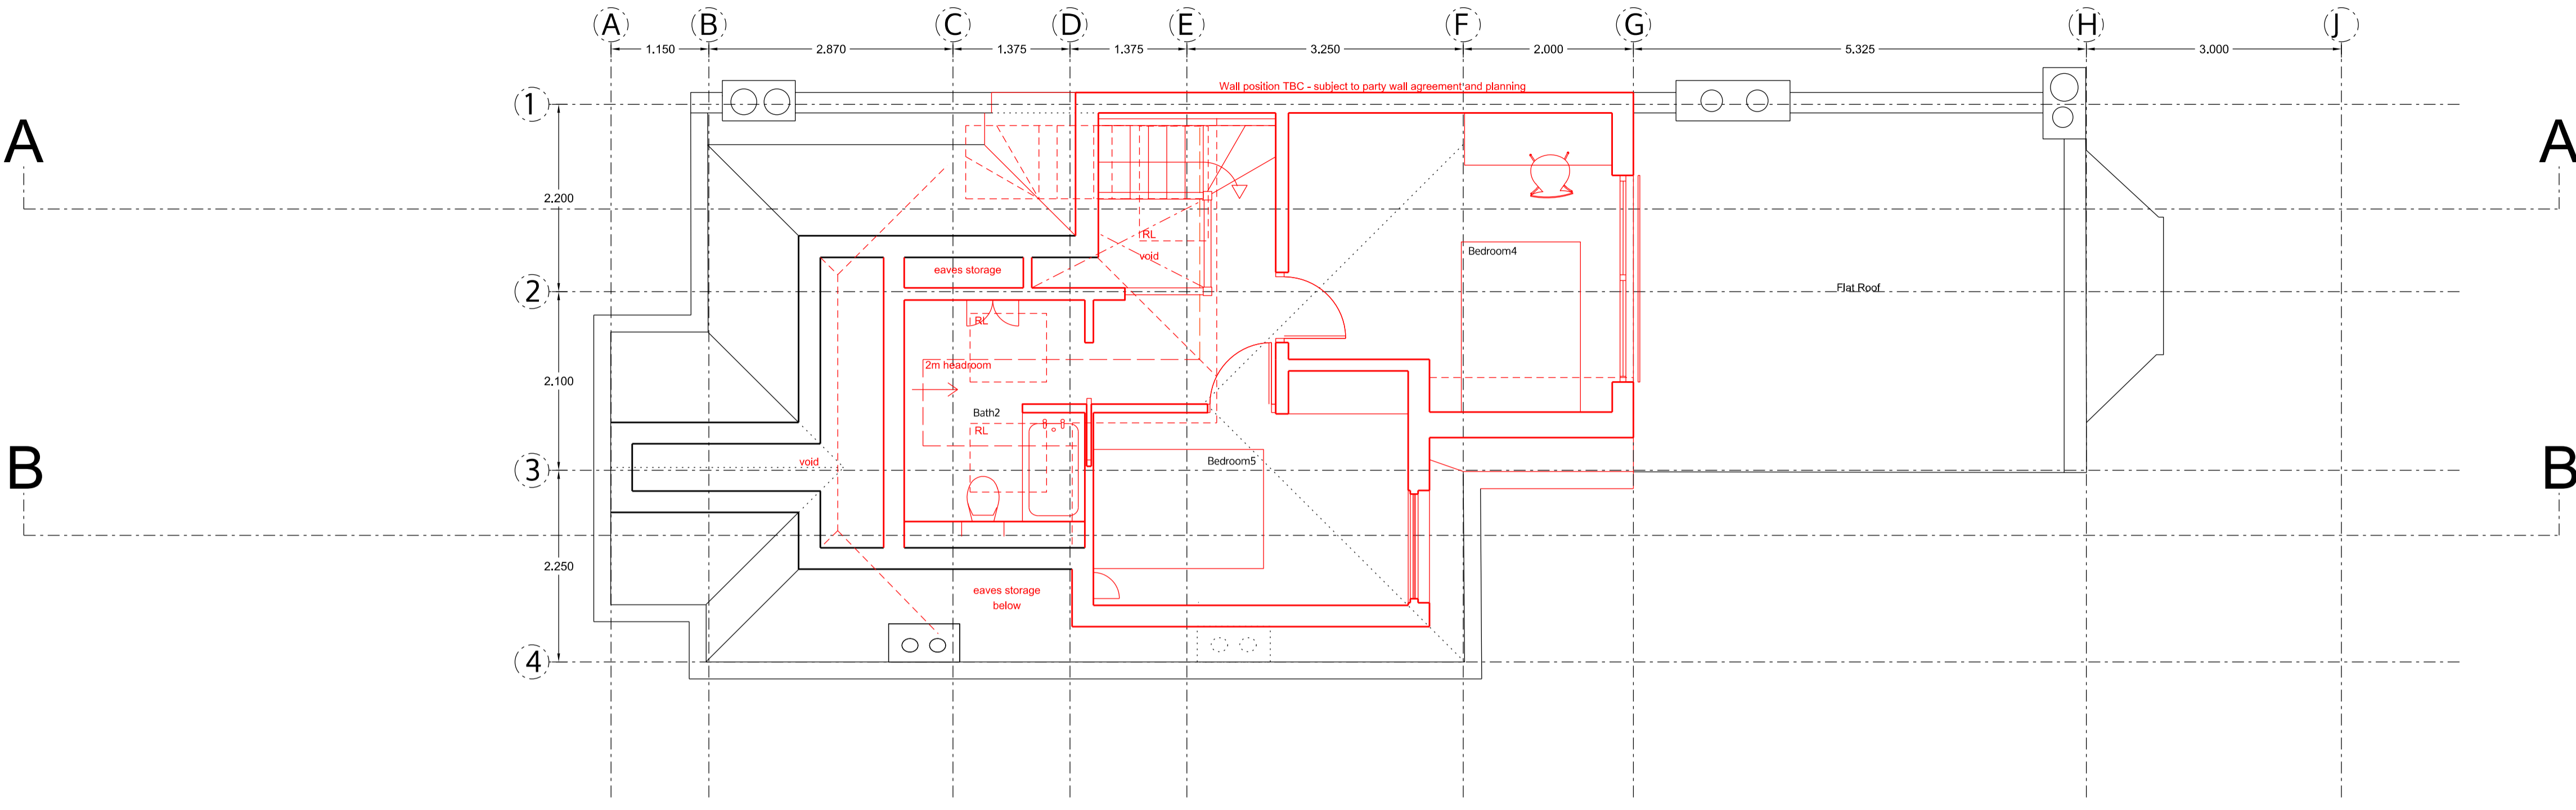 A B C D E F G H J
1.150 2.870 1.375 1.375 3.250 2.000 5.325 3.000
Wall position TBC - subject to party wall agreement and planning
1
A A
2.200
RL
Bedroom4
void
eaves storage
2 Flat Roof
RL
2m headroom
2.100
Bath2
RL
B B
void Bedroom5
3
2.250
eaves storage
below
4